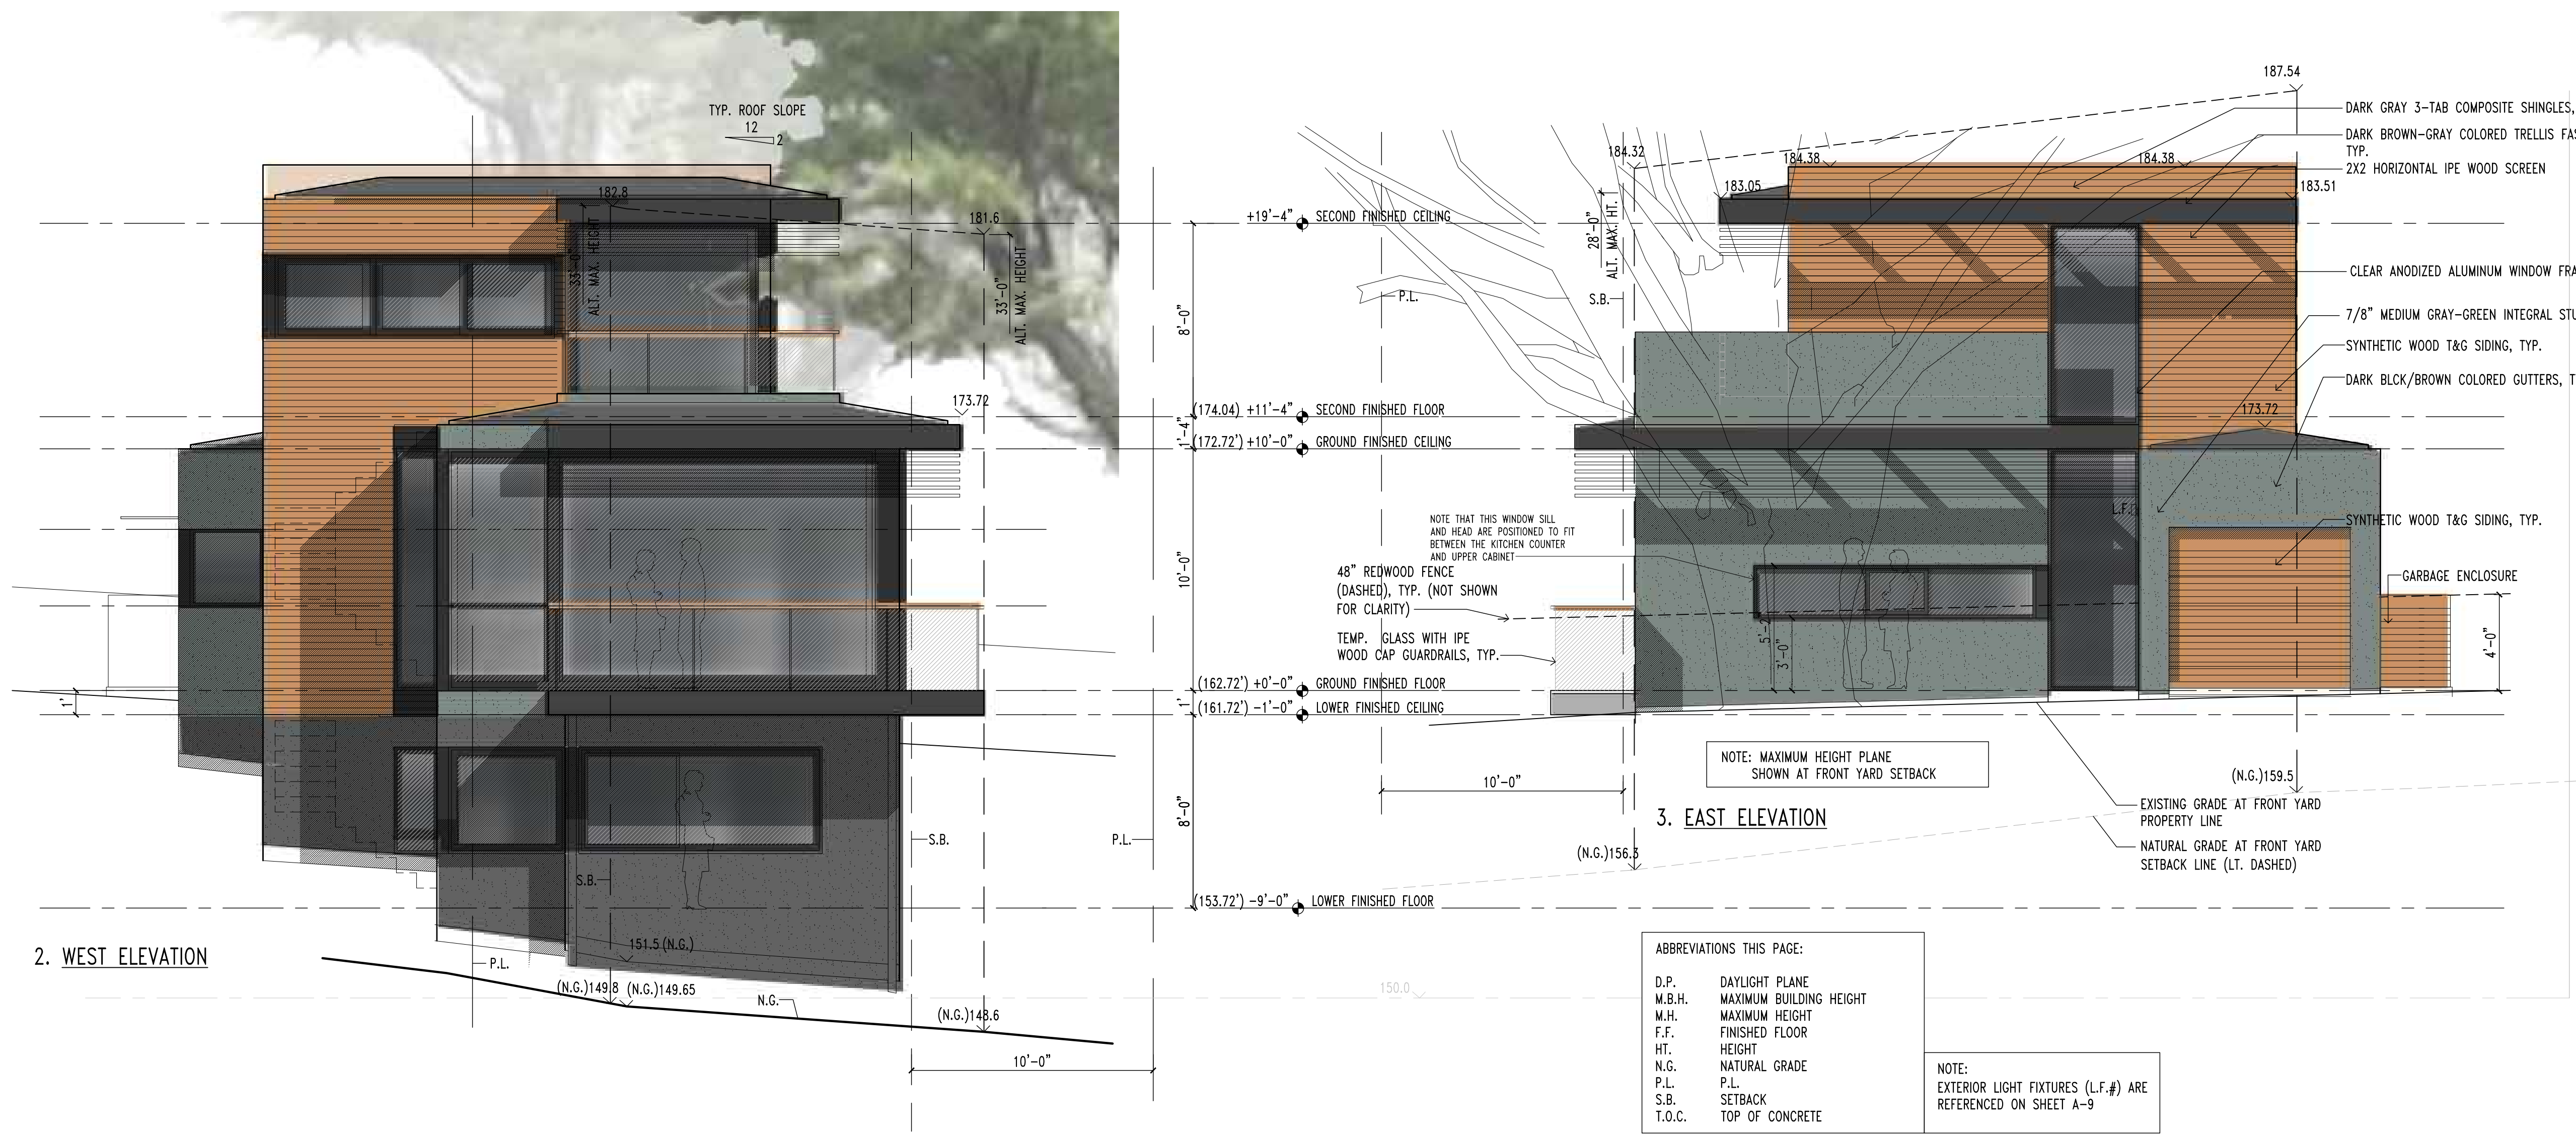 TYP. ROOF SLOPE
12
2
182.8
181.6
33'-0"
ALT. MAX. HEIGHT
33'-0"
ALT. MAX. HEIGHT
173.72
1'
S.B.
P.L.
S.B.
P.L.
151.5 (N.G.)
(N.G.)149.8
(N.G.)149.65
N.G.
(N.G.)148.6
10'-0"
2. WEST ELEVATION
+19'-4" SECOND FINISHED CEILING
8'-0"
(174.04) +11'-4" SECOND FINISHED FLOOR
1'-4"
(172.72') +10'-0" GROUND FINISHED CEILING
10'-0"
(162.72') +0'-0" GROUND FINISHED FLOOR
1'
(161.72') -1'-0" LOWER FINISHED CEILING
8'-0"
(153.72') -9'-0" LOWER FINISHED FLOOR
150.0
187.54
184.32
184.38
184.38
183.05
183.51
28'-0"
ALT. MAX. HT.
P.L.
S.B.
DARK GRAY 3-TAB COMPOSITE SHINGLES,
DARK BROWN-GRAY COLORED TRELLIS FAS
TYP.
2X2 HORIZONTAL IPE WOOD SCREEN
CLEAR ANODIZED ALUMINUM WINDOW FRA
7/8" MEDIUM GRAY-GREEN INTEGRAL STU
SYNTHETIC WOOD T&G SIDING, TYP.
DARK BLCK/BROWN COLORED GUTTERS, T
173.72
L.F.
SYNTHETIC WOOD T&G SIDING, TYP.
GARBAGE ENCLOSURE
4'-0"
NOTE THAT THIS WINDOW SILL
AND HEAD ARE POSITIONED TO FIT
BETWEEN THE KITCHEN COUNTER
AND UPPER CABINET
48" REDWOOD FENCE
(DASHED), TYP. (NOT SHOWN
FOR CLARITY)
TEMP. GLASS WITH IPE
WOOD CAP GUARDRAILS, TYP.
5'-2
3'-0"
NOTE: MAXIMUM HEIGHT PLANE
SHOWN AT FRONT YARD SETBACK
10'-0"
3. EAST ELEVATION
(N.G.)156.3
(N.G.)159.5
EXISTING GRADE AT FRONT YARD
PROPERTY LINE
NATURAL GRADE AT FRONT YARD
SETBACK LINE (LT. DASHED)
ABBREVIATIONS THIS PAGE:
D.P. DAYLIGHT PLANE
M.B.H. MAXIMUM BUILDING HEIGHT
M.H. MAXIMUM HEIGHT
F.F. FINISHED FLOOR
HT. HEIGHT
N.G. NATURAL GRADE
P.L. P.L.
S.B. SETBACK
T.O.C. TOP OF CONCRETE
NOTE:
EXTERIOR LIGHT FIXTURES (L.F.#) ARE
REFERENCED ON SHEET A-9